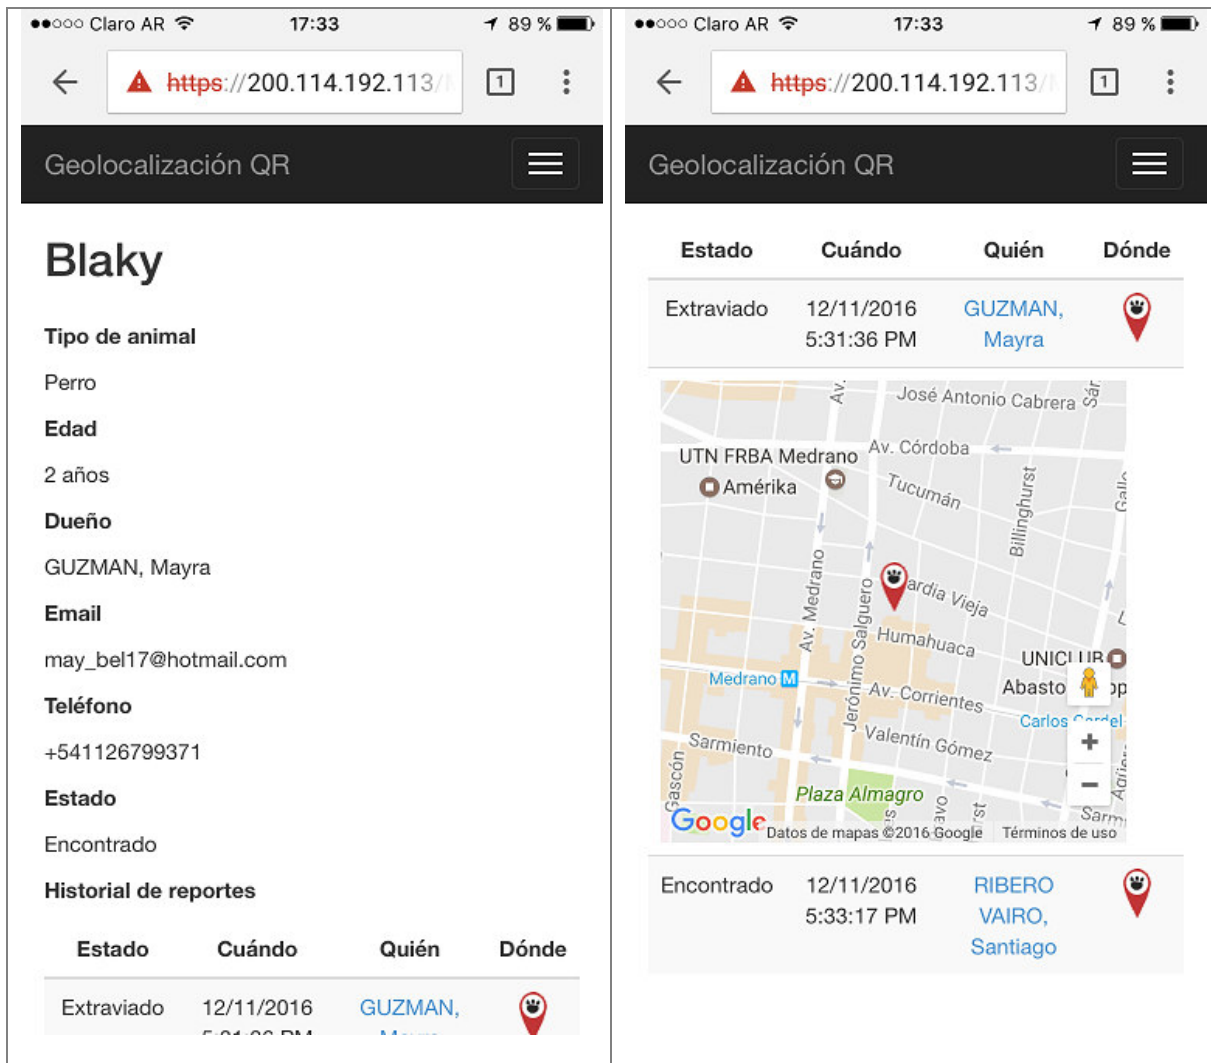 Claro AR 17:33 89 %
https://200.114.192.113/
1
Geolocalización QR
Blaky
Tipo de animal
Perro
Edad
2 años
Dueño
GUZMAN, Mayra
Email
may_bel17@hotmail.com
Teléfono
+541126799371
Estado
Encontrado
Historial de reportes
Estado Cuándo Quién Dónde
Extraviado 12/11/2016 GUZMAN,
Claro AR 17:33 89 %
https://200.114.192.113/
1
Geolocalización QR
Estado Cuándo Quién Dónde
Extraviado 12/11/2016 GUZMAN,
5:31:36 PM Mayra
Av.
José Antonio Cabrera
UTN FRBA Medrano
Av. Córdoba
Amérika
Tucumán
Billinghurst
Av. Medrano
Jerónimo Salguero
ardia Vieja
Humahuaca
UNICLUB
Medrano M
Av. Corrientes
Abasto
Carlos Gardel
Valentín Gómez
Sarmiento
Gascón
Plaza Almagro
Google
Datos de mapas ©2016 Google Términos de uso
Encontrado 12/11/2016 RIBERO
5:33:17 PM VAIRO,
Santiago